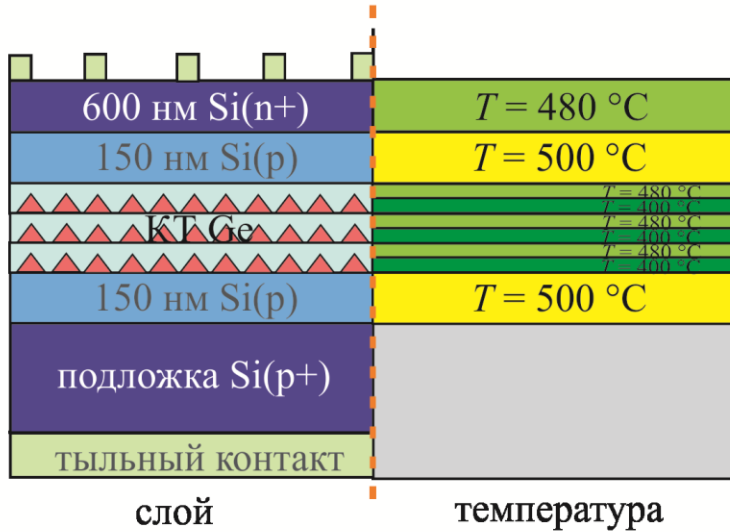 600 нм Si(n+)
T = 480 °C
150 нм Si(p)
T = 500 °C
T = 480 °C
T = 400 °C
КТ Ge
T = 480 °C
T = 400 °C
T = 480 °C
T = 400 °C
150 нм Si(p)
T = 500 °C
подложка Si(p+)
тыльный контакт
слой
температура